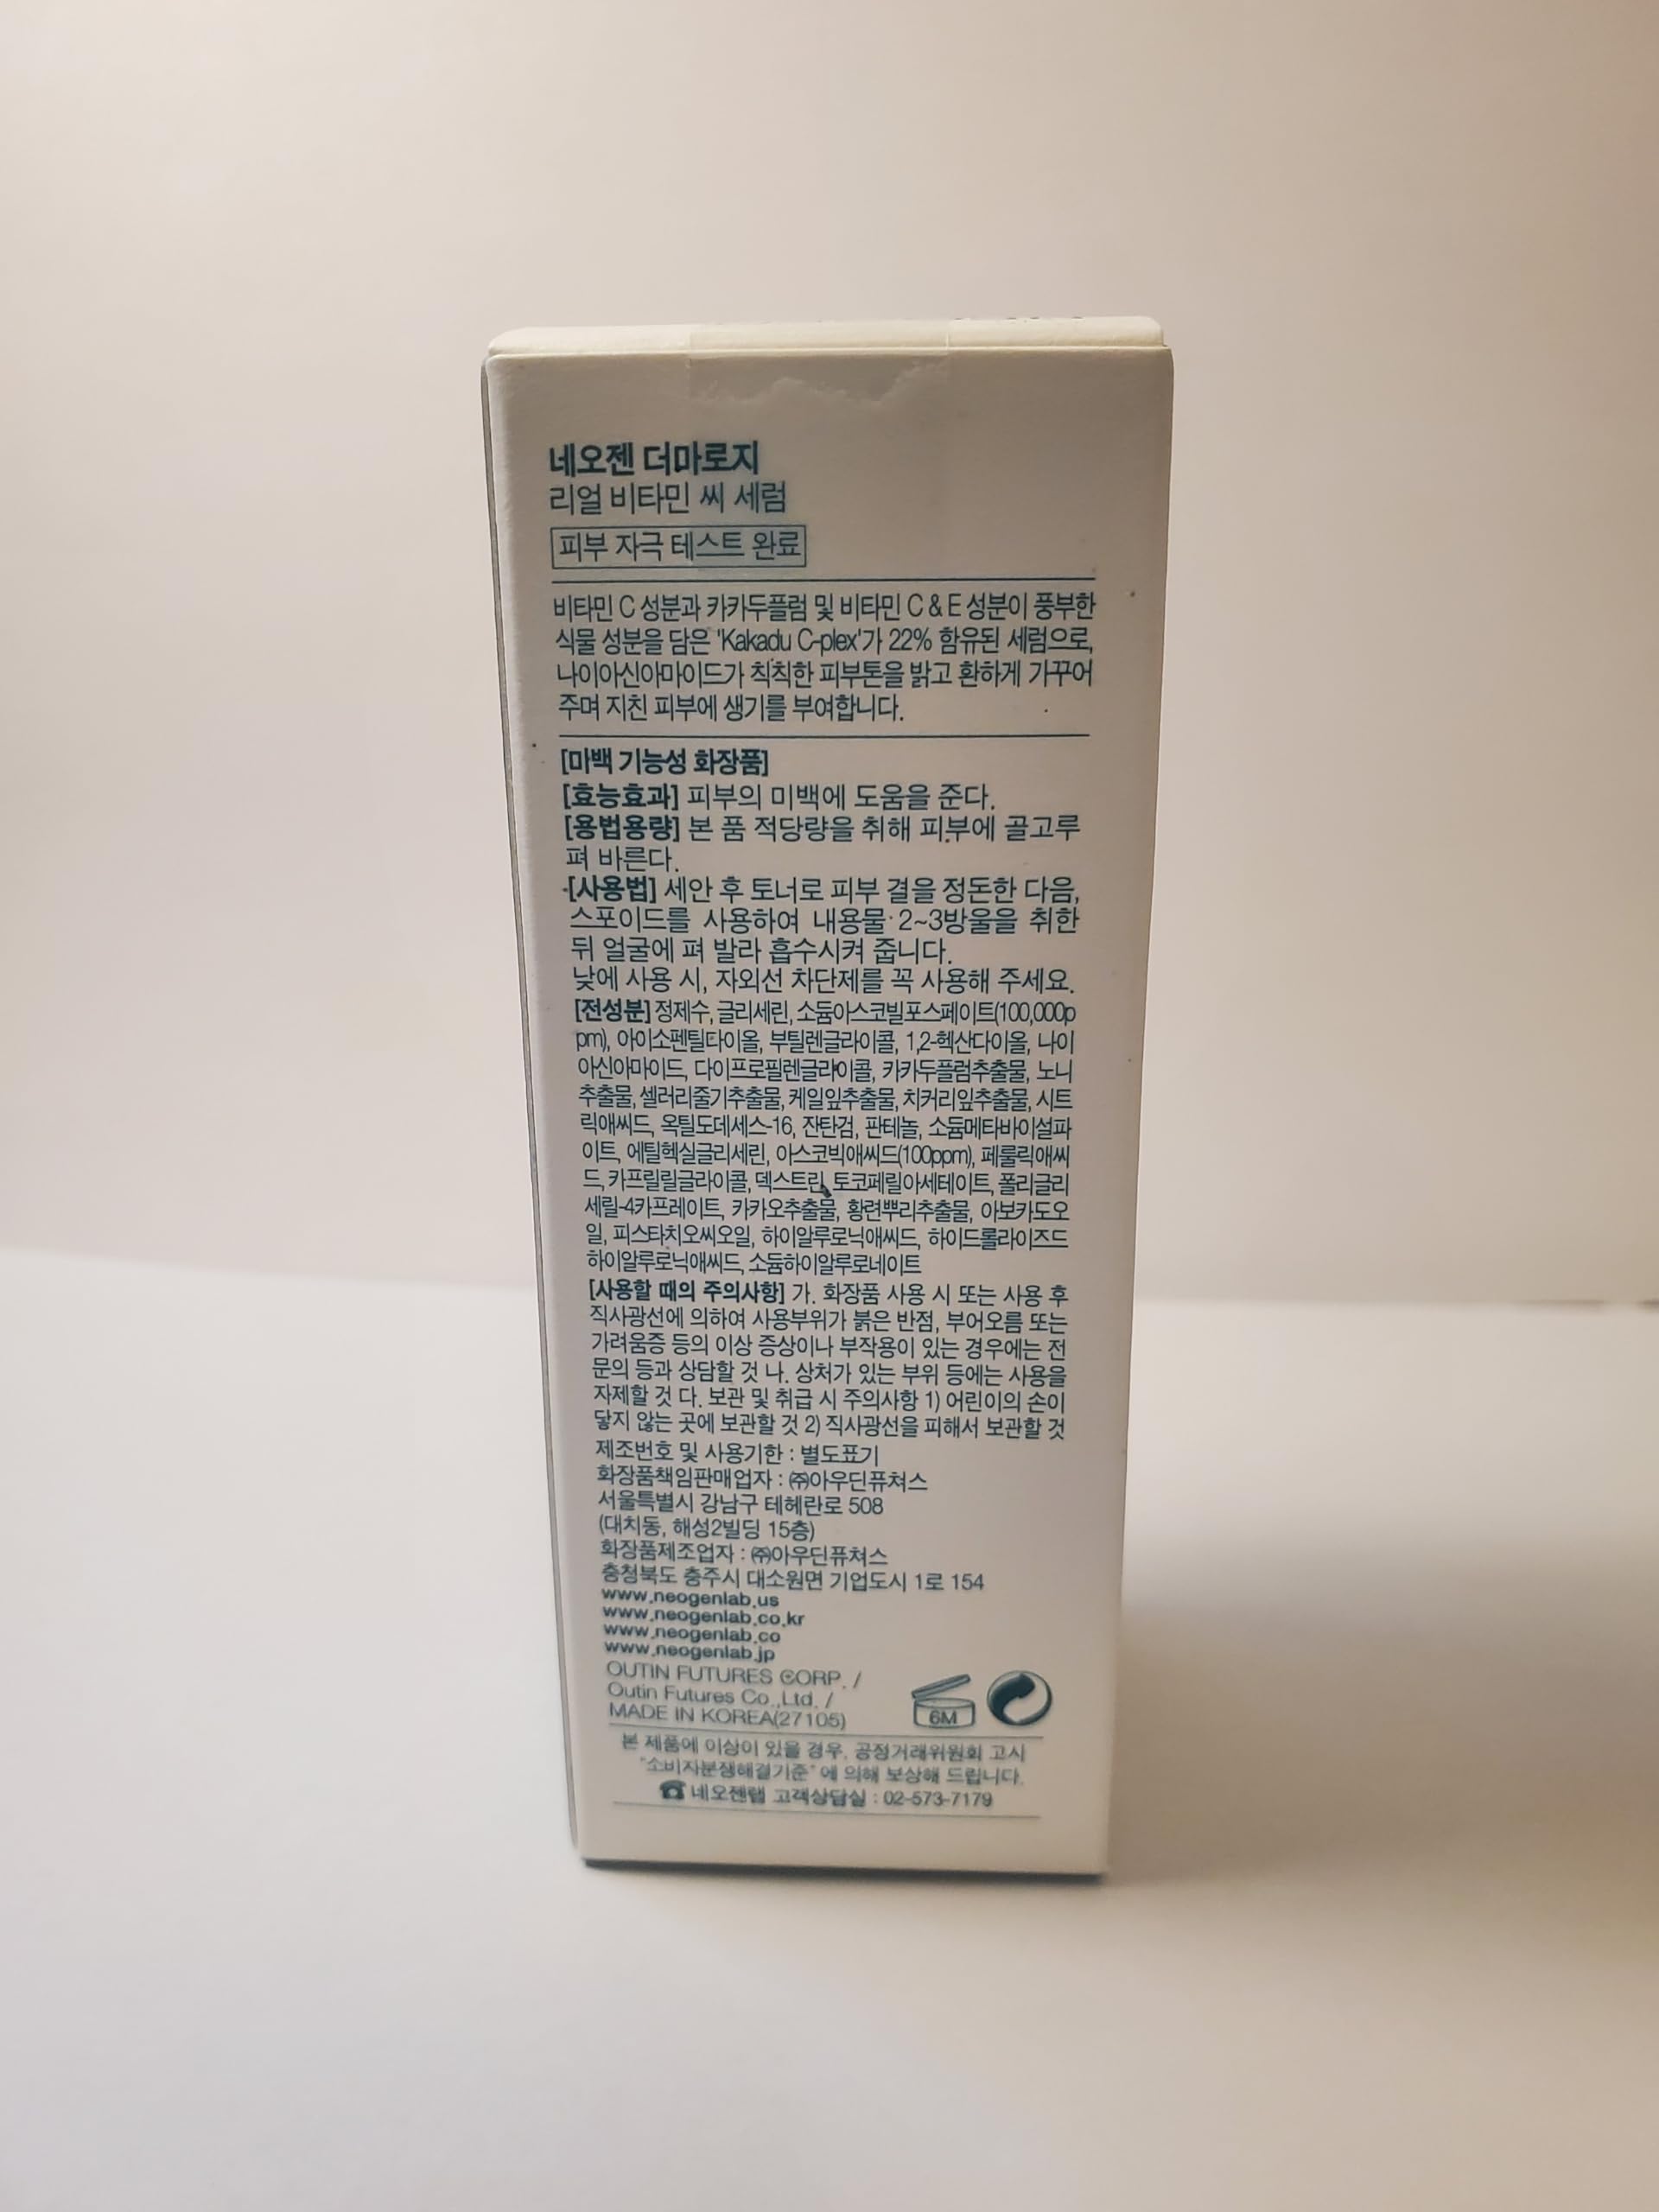 네오젠 더마로지
리얼 비타민 씨 세럼
피부 자극 테스트 완료
비타민 C 성분과 카카두플럼 및 비타민 C & E 성분이 풍부한
식물 성분을 담은 'Kakadu C-plex'가 22% 함유된 세럼으로,
나이아신아마이드가 칙칙한 피부톤을 밝고 환하게 가꾸어
주며 지친 피부에 생기를 부여합니다.
[미백 기능성 화장품]
[효능효과] 피부의 미백에 도움을 준다.
[용법용량] 본 품 적당량을 취해 피부에 골고루
펴 바른다.
[사용법] 세안 후 토너로 피부 결을 정돈한 다음,
스포이드를 사용하여 내용물 2~3방울을 취한
뒤 얼굴에 펴 발라 흡수시켜 줍니다.
낮에 사용 시, 자외선 차단제를 꼭 사용해 주세요.
[전성분] 정제수, 글리세린, 소듐아스코빌포스페이트(100,000p
pm), 아이소펜틸다이올, 부틸렌글라이콜, 1,2-헥산다이올, 나이
아신아마이드, 다이프로필렌글라이콜, 카카두플럼추출물, 노니
추출물, 셀러리줄기추출물, 케일잎추출물, 치커리잎추출물, 시트
릭애씨드, 옥틸도데세스-16, 잔탄검, 판테놀, 소듐메타바이설파
이트, 에틸헥실글리세린, 아스코빅애씨드(100ppm), 페룰릭애씨
드, 카프릴릴글라이콜, 덱스트린, 토코페릴아세테이트, 폴리글리
세릴-4카프레이트, 카카오추출물, 황련뿌리추출물, 아보카도오
일, 피스타치오씨오일, 하이알루로닉애씨드, 하이드롤라이즈드
하이알루로닉애씨드, 소듐하이알루로네이트
[사용할 때의 주의사항] 가. 화장품 사용 시 또는 사용 후
직사광선에 의하여 사용부위가 붉은 반점, 부어오름 또는
가려움증 등의 이상 증상이나 부작용이 있는 경우에는 전
문의 등과 상담할 것 나. 상처가 있는 부위 등에는 사용을
자제할 것 다. 보관 및 취급 시 주의사항 1) 어린이의 손이
닿지 않는 곳에 보관할 것 2) 직사광선을 피해서 보관할 것
제조번호 및 사용기한 : 별도표기
화장품책임판매업자 : ㈜아우딘퓨쳐스
서울특별시 강남구 테헤란로 508
(대치동, 해성2빌딩 15층)
화장품제조업자 : ㈜아우딘퓨쳐스
충청북도 충주시 대소원면 기업도시 1로 154
www.neogenlab.us
www.neogenlab.co.kr
www.neogenlab.co
www.neogenlab.jp
OUTIN FUTURES CORP. /
Outin Futures Co.,Ltd. /
MADE IN KOREA(27105)
6M
본 제품에 이상이 있을 경우, 공정거래위원회 고시
"소비자분쟁해결기준" 에 의해 보상해 드립니다.
☎ 네오젠랩 고객상담실 : 02-573-7179